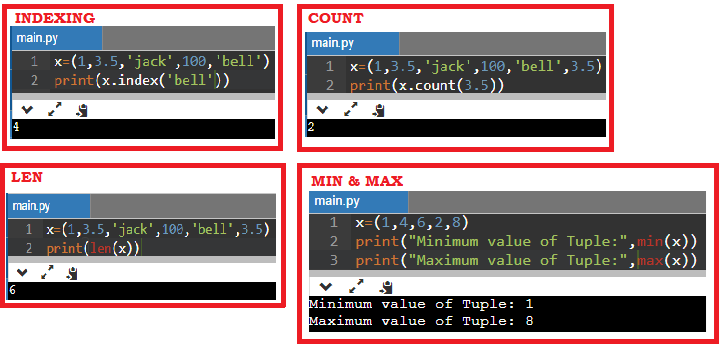 INDEXING
main.py
1 x=(1,3.5,'jack',100,'bell')
2 print(x.index('bell'))
4
COUNT
main.py
1 x=(1,3.5,'jack',100,'bell',3.5)
2 print(x.count(3.5))
2
LEN
main.py
1 x=(1,3.5,'jack',100,'bell',3.5)
2 print(len(x))
6
MIN & MAX
main.py
1 x=(1,4,6,2,8)
2 print("Minimum value of Tuple:",min(x))
3 print("Maximum value of Tuple:",max(x))
Minimum value of Tuple: 1
Maximum value of Tuple: 8